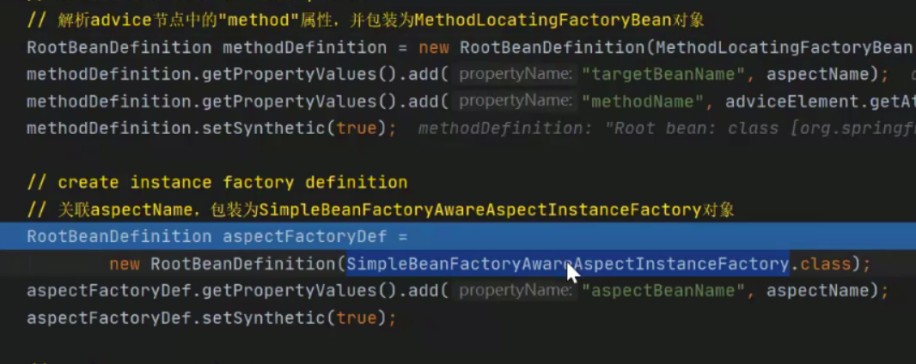 // 解析advice节点中的"method"属性，并包装为MethodLocatingFactoryBean对象
RootBeanDefinition methodDefinition = new RootBeanDefinition(MethodLocatingFactoryBean
methodDefinition.getPropertyValues().add( propertyName: "targetBeanName", aspectName);
methodDefinition.getPropertyValues().add( propertyName: "methodName", adviceElement.getAt
methodDefinition.setSynthetic(true); methodDefinition: "Root bean: class [org.springf
// create instance factory definition
// 关联aspectName，包装为SimpleBeanFactoryAwareAspectInstanceFactory对象
RootBeanDefinition aspectFactoryDef =
new RootBeanDefinition(SimpleBeanFactoryAwareAspectInstanceFactory.class);
aspectFactoryDef.getPropertyValues().add( propertyName: "aspectBeanName", aspectName);
aspectFactoryDef.setSynthetic(true);